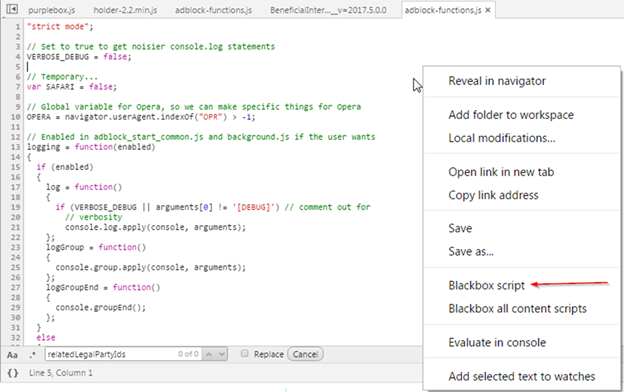 purplebox.js holder-2.2.min.js adblock-functions.js BeneficialInter...__v=2017.5.0.0 adblock-functions.js ×
1 "strict mode";
2
3 // Set to true to get noisier console.log statements
4 VERBOSE_DEBUG = false;
5
6 // Temporary...
7 var SAFARI = false;
8
9 // Global variable for Opera, so we can make specific things for Opera
10 OPERA = navigator.userAgent.indexOf("OPR") > -1;
11
12 // Enabled in adblock_start_common.js and background.js if the user wants
13 logging = function(enabled)
14 {
15 if (enabled)
16 {
17 log = function()
18 {
19 if (VERBOSE_DEBUG || arguments[0] != '[DEBUG]') // comment out for
20 // verbosity
21 console.log.apply(console, arguments);
22 };
23 logGroup = function()
24 {
25 console.group.apply(console, arguments);
26 };
27 logGroupEnd = function()
28 {
29 console.groupEnd();
30 };
31 }
32 else
Reveal in navigator
Add folder to workspace
Local modifications...
Open link in new tab
Copy link address
Save
Save as...
Blackbox script
Blackbox all content scripts
Evaluate in console
Add selected text to watches
Aa .* relatedLegalPartyIds 0 of 0 Replace Cancel
{} Line 5, Column 1